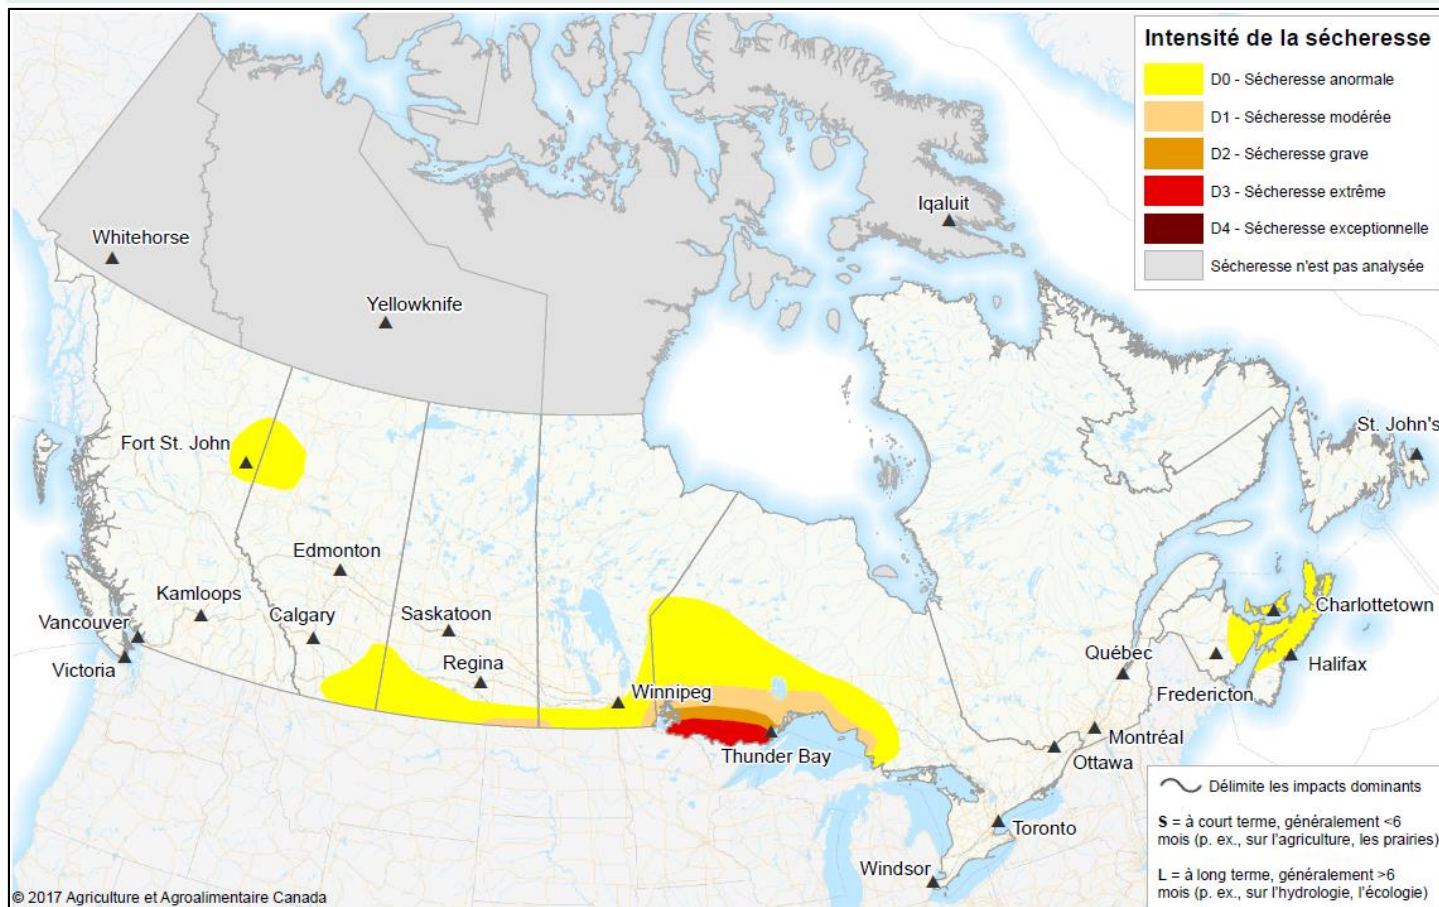 Intensité de la sécheresse
D0 - Sécheresse anormale
D1 - Sécheresse modérée
D2 - Sécheresse grave
D3 - Sécheresse extrême
D4 - Sécheresse exceptionnelle
Sécheresse n'est pas analysée
Iqaluit
Whitehorse
Yellowknife
Fort St. John
St. John's
Edmonton
Kamloops
Calgary
Saskatoon
Charlottetown
Vancouver
Victoria
Regina
Winnipeg
Québec
Halifax
Fredericton
Thunder Bay
Montréal
Ottawa
Toronto
Windsor
Délimite les impacts dominants
S = à court terme, généralement <6
mois (p. ex., sur l'agriculture, les prairies)
L = à long terme, généralement >6
mois (p. ex., sur l'hydrologie, l'écologie)
© 2017 Agriculture et Agroalimentaire Canada